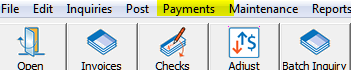 File Edit Inquiries Post Payments Maintenance Reports
Open Invoices Checks Adjust Batch Inquiry